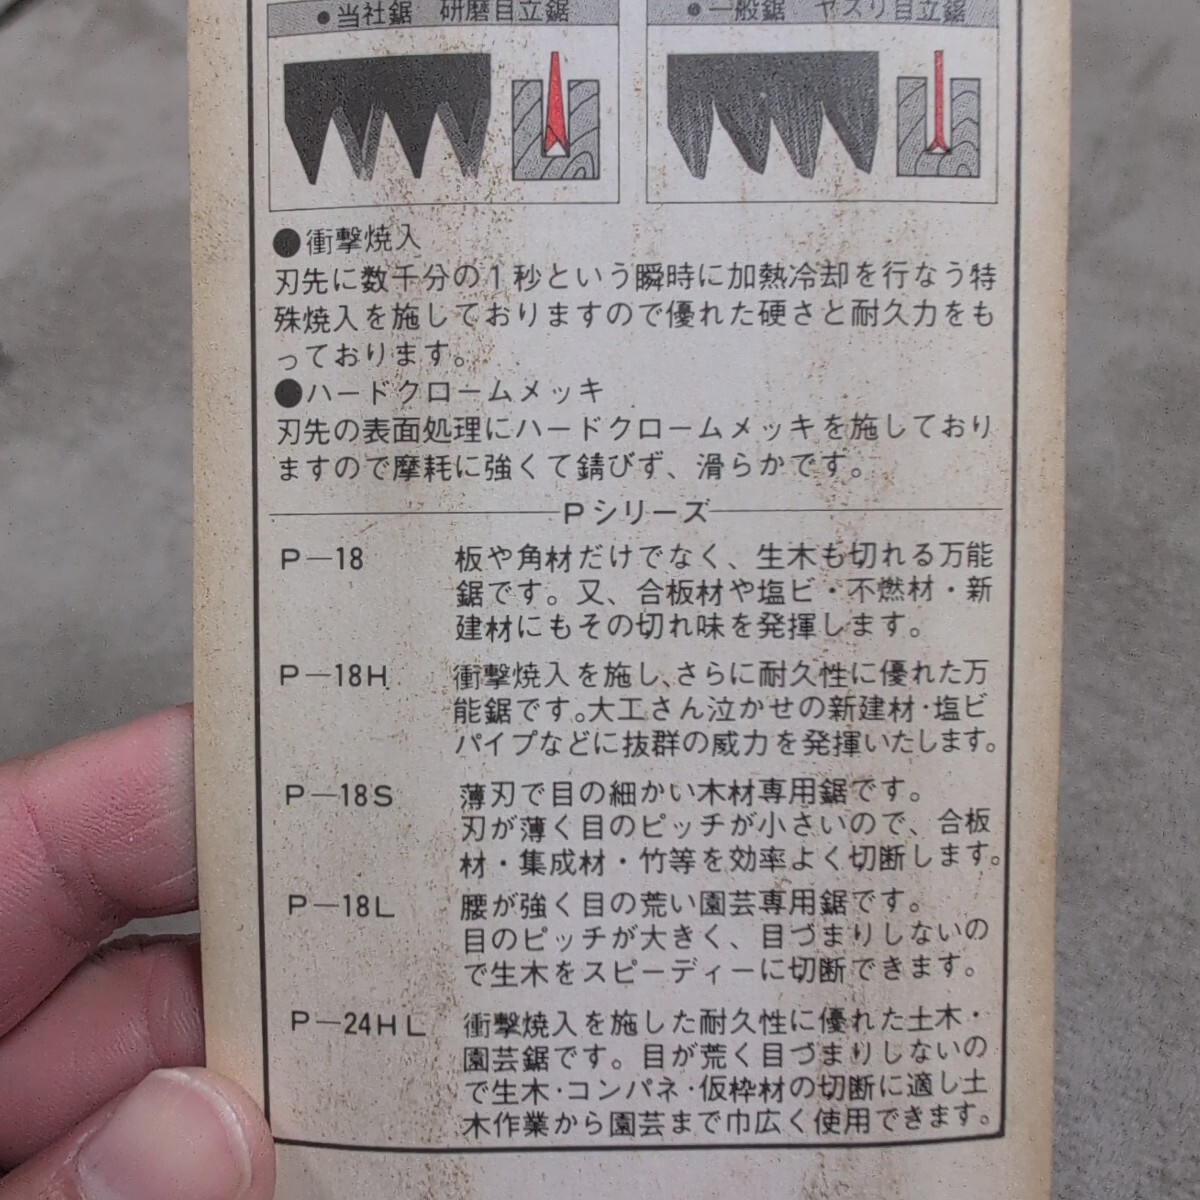 ●当社鋸　研磨目立鋸
●一般鋸　ヤスリ目立鋸
●衝撃焼入
刃先に数千分の1秒という瞬時に加熱冷却を行なう特
殊焼入を施しておりますので優れた硬さと耐久力をも
っております。
●ハードクロームメッキ
刃先の表面処理にハードクロームメッキを施しており
ますので摩耗に強くて錆びず、滑らかです。
Pシリーズ
P－18　板や角材だけでなく、生木も切れる万能
鋸です。又、合板材や塩ビ・不燃材・新
建材にもその切れ味を発揮します。
P－18H　衝撃焼入を施し、さらに耐久性に優れた万
能鋸です。大工さん泣かせの新建材・塩ビ
パイプなどに抜群の威力を発揮いたします。
P－18S　薄刃で目の細かい木材専用鋸です。
刃が薄く目のピッチが小さいので、合板
材・集成材・竹等を効率よく切断します。
P－18L　腰が強く目の荒い園芸専用鋸です。
目のピッチが大きく、目づまりしないの
で生木をスピーディーに切断できます。
P－24HL　衝撃焼入を施した耐久性に優れた土木・
園芸鋸です。目が荒く目づまりしないの
で生木・コンパネ・仮枠材の切断に適し土
木作業から園芸まで巾広く使用できます。